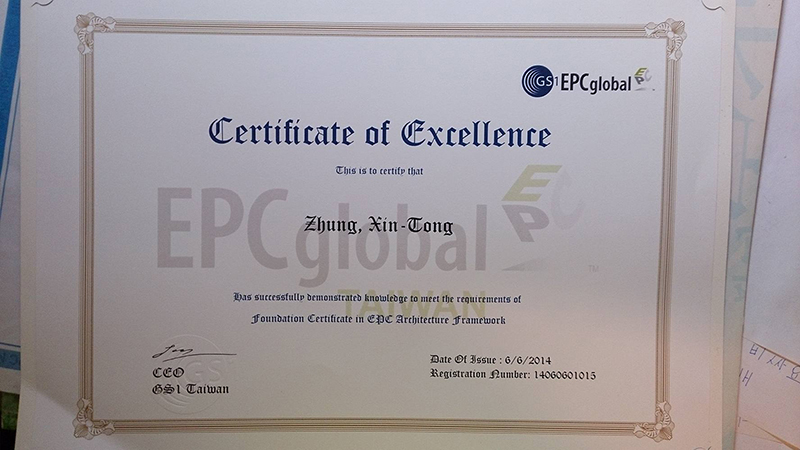 GS1 EPCglobal
Certificate of Excellence
This is to certify that
EPCglobal
Zhung, Xin-Tong
TAIWAN
Has successfully demonstrated knowledge to meet the requirements of
Foundation Certificate in EPC Architecture Framework
CEO
GS1 Taiwan
Date Of Issue : 6/6/2014
Registration Number: 14060601015